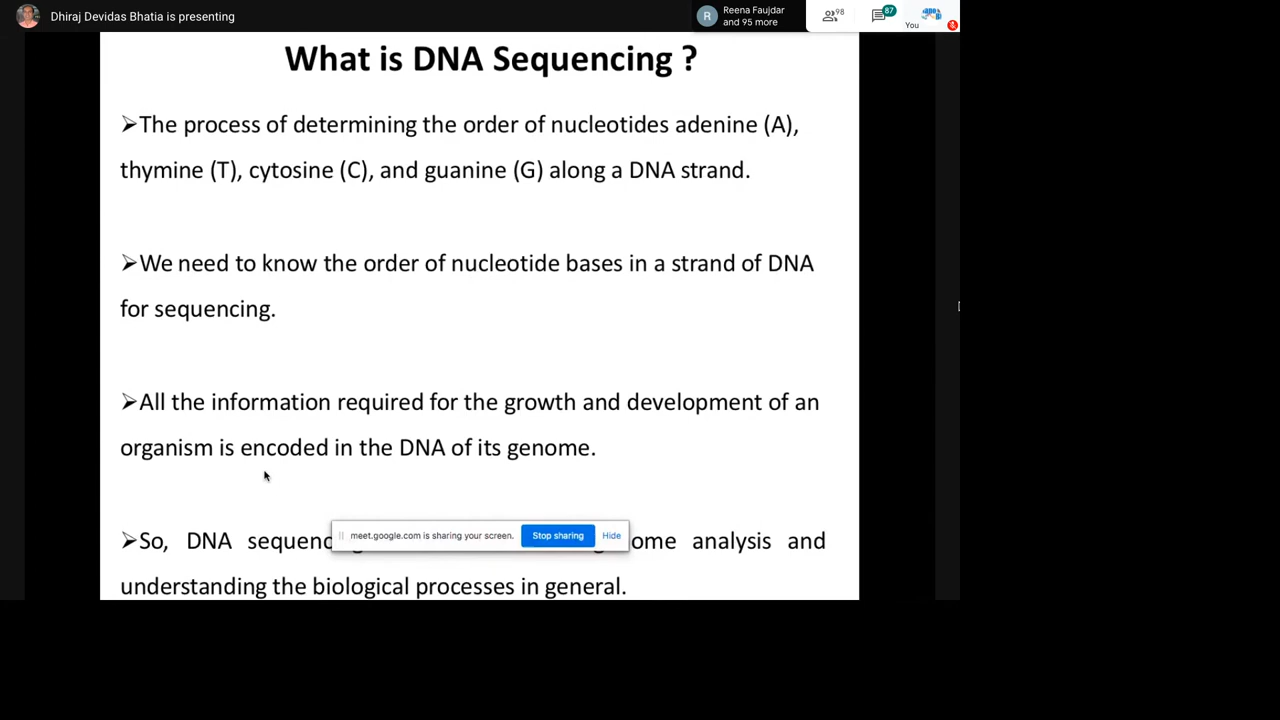 Dhiraj Devidas Bhatia is presenting
R Reena Faujdar
and 95 more
98
87
You
What is DNA Sequencing ?
➢The process of determining the order of nucleotides adenine (A),
thymine (T), cytosine (C), and guanine (G) along a DNA strand.
➢We need to know the order of nucleotide bases in a strand of DNA
for sequencing.
➢All the information required for the growth and development of an
organism is encoded in the DNA of its genome.
➢So, DNA analysis and
meet.google.com is sharing your screen. Stop sharing Hide
understanding the biological processes in general.